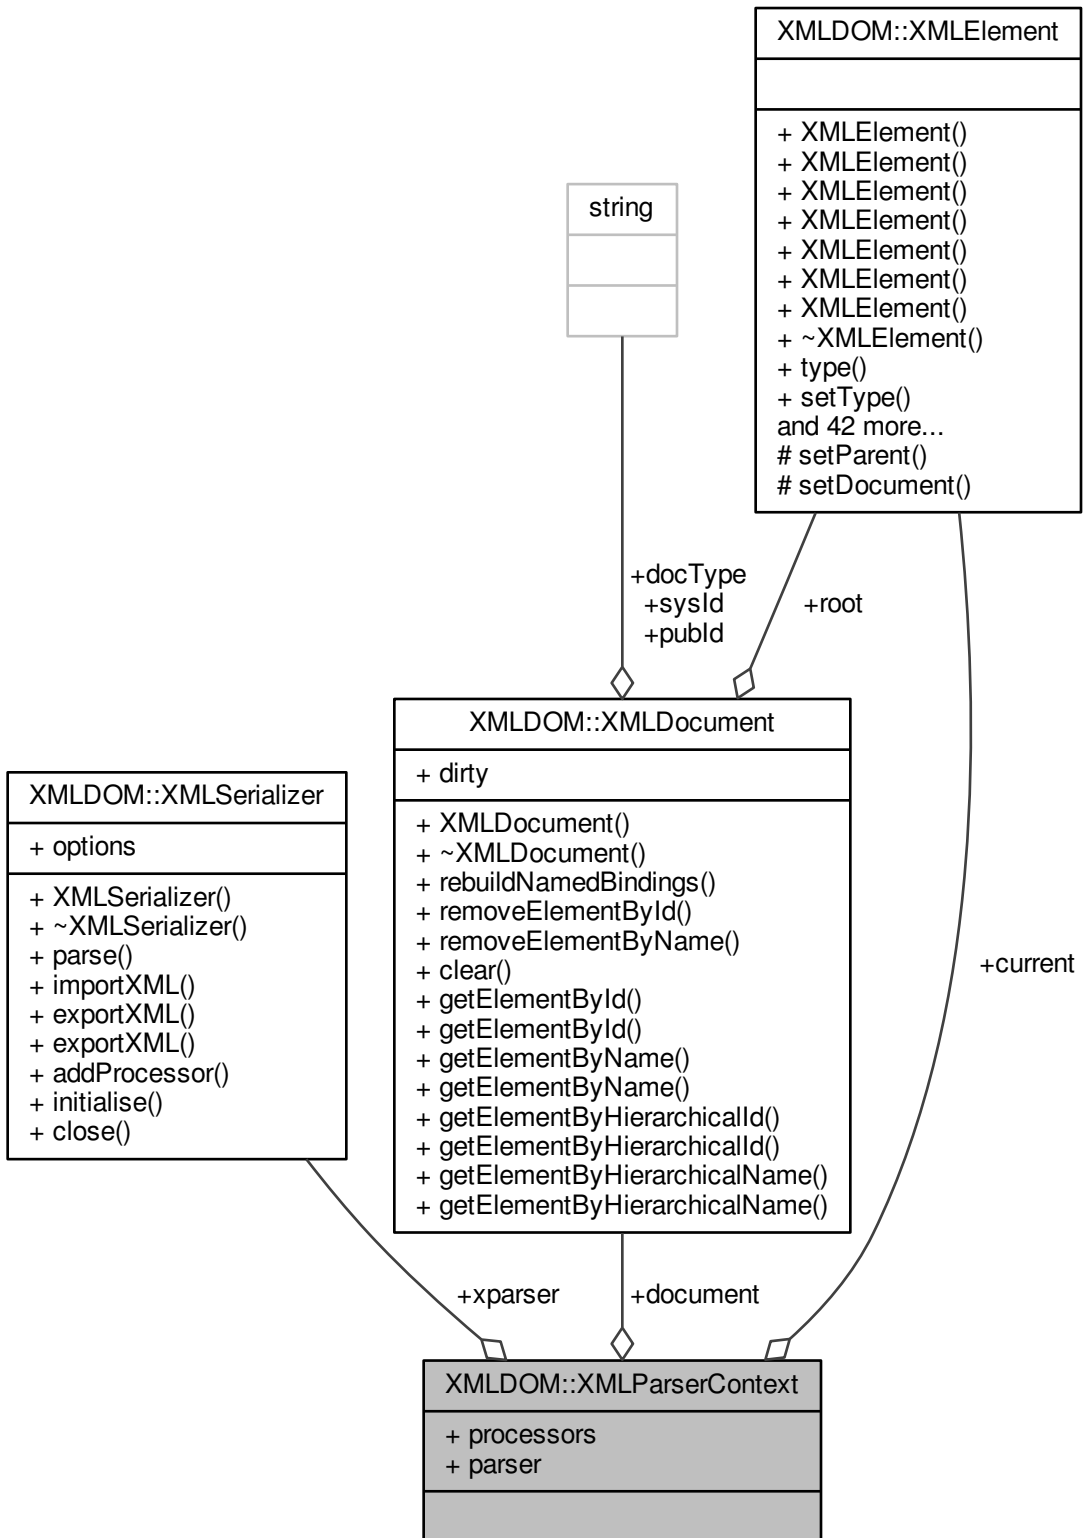 XMLDOM::XMLElement
+ XMLElement()
+ XMLElement()
+ XMLElement()
+ XMLElement()
+ XMLElement()
+ XMLElement()
+ XMLElement()
+ ~XMLElement()
+ type()
+ setType()
and 42 more...
# setParent()
# setDocument()
string
+docType
+sysId
+pubId
+root
+current
XMLDOM::XMLDocument
+ dirty
+ XMLDocument()
+ ~XMLDocument()
+ rebuildNamedBindings()
+ removeElementById()
+ removeElementByName()
+ clear()
+ getElementById()
+ getElementById()
+ getElementByName()
+ getElementByName()
+ getElementByHierarchicalId()
+ getElementByHierarchicalId()
+ getElementByHierarchicalName()
+ getElementByHierarchicalName()
XMLDOM::XMLSerializer
+ options
+ XMLSerializer()
+ ~XMLSerializer()
+ parse()
+ importXML()
+ exportXML()
+ exportXML()
+ addProcessor()
+ initialise()
+ close()
+xparser
+document
XMLDOM::XMLParserContext
+ processors
+ parser